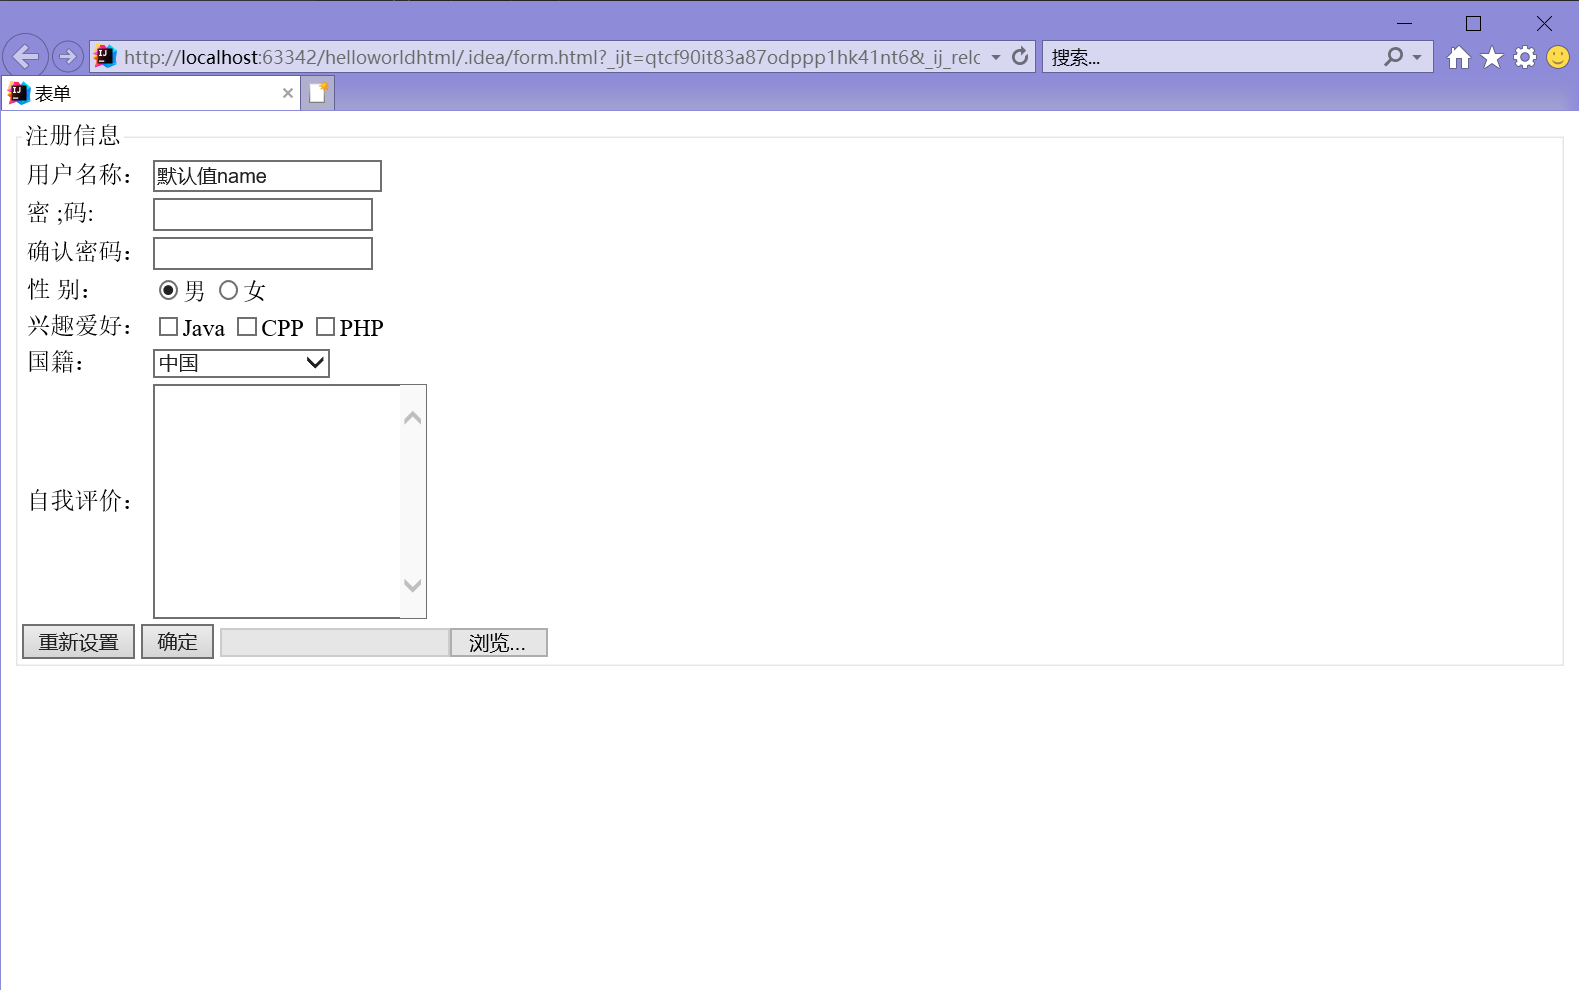 http://localhost:63342/helloworldhtml/.idea/form.html?_ijt=qtcf90it83a87odppp1hk41nt6&_ij_relc 搜索...
表单
注册信息
用户名称： 默认值name
密 ;码:
确认密码：
性 别： 男 女
兴趣爱好： Java CPP PHP
国籍： 中国
自我评价：
重新设置 确定 浏览...